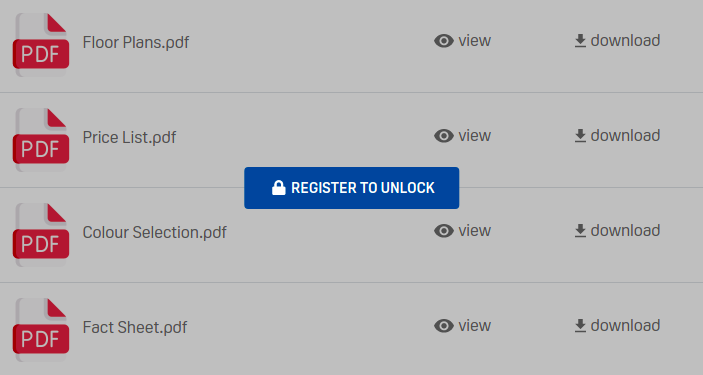 PDF Floor Plans.pdf view download
PDF Price List.pdf view download
REGISTER TO UNLOCK
PDF Colour Selection.pdf view download
PDF Fact Sheet.pdf view download